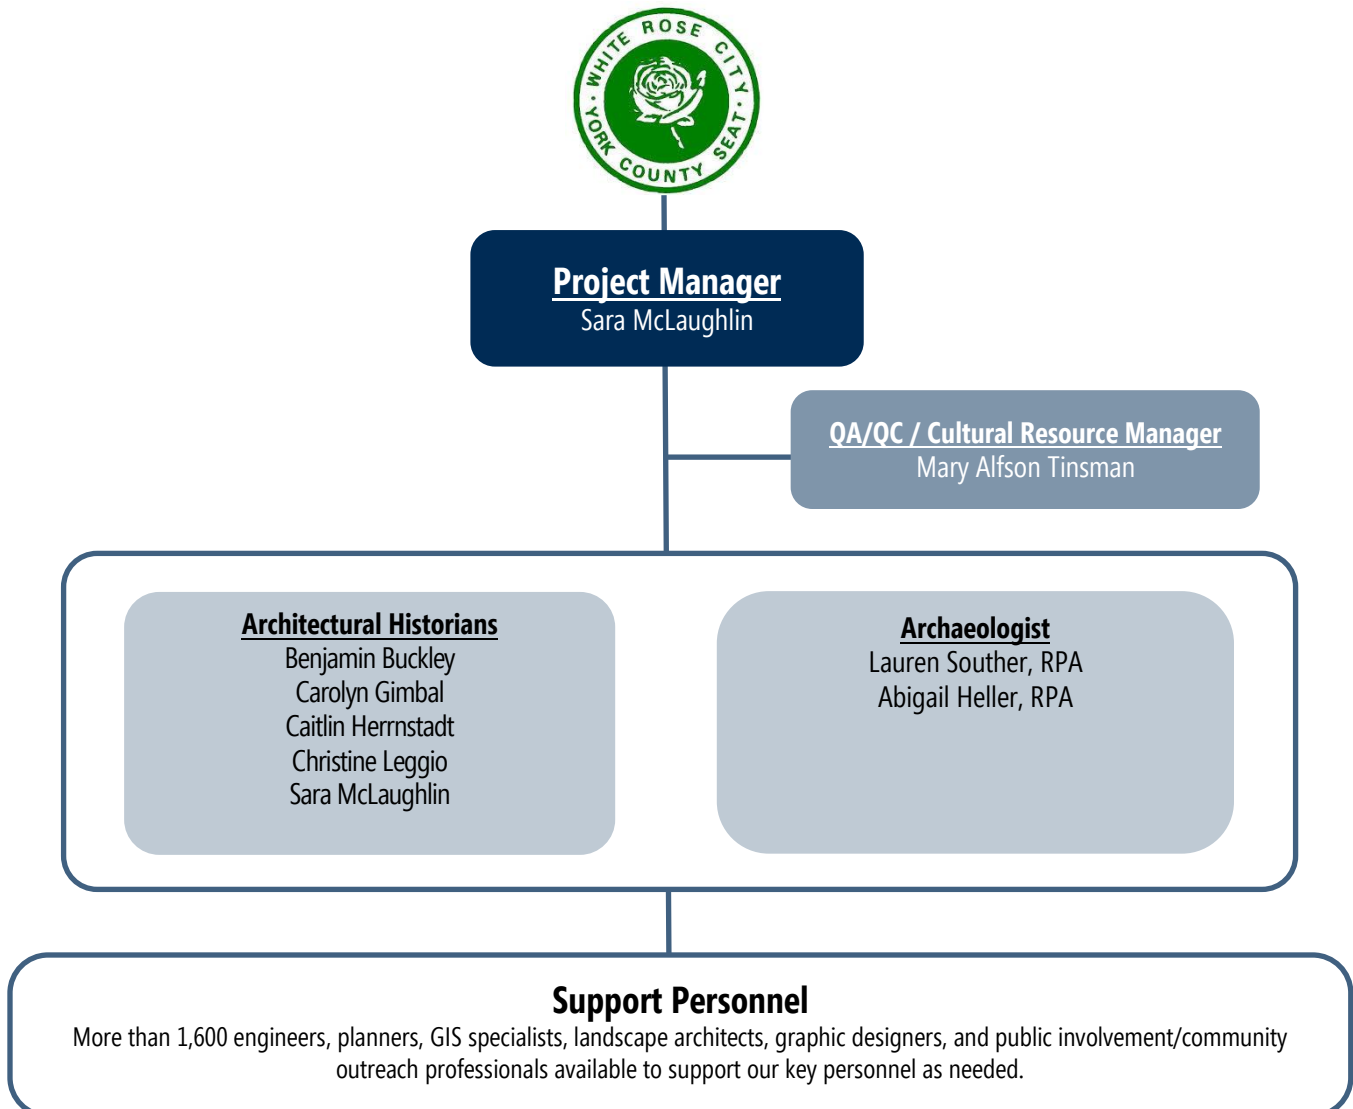 · WHITE ROSE CITY ·
YORK COUNTY SEAT
Project Manager
Sara McLaughlin
QA/QC / Cultural Resource Manager
Mary Alfson Tinsman
Architectural Historians
Benjamin Buckley
Carolyn Gimbal
Caitlin Herrnstadt
Christine Leggio
Sara McLaughlin
Archaeologist
Lauren Souther, RPA
Abigail Heller, RPA
Support Personnel
More than 1,600 engineers, planners, GIS specialists, landscape architects, graphic designers, and public involvement/community
outreach professionals available to support our key personnel as needed.